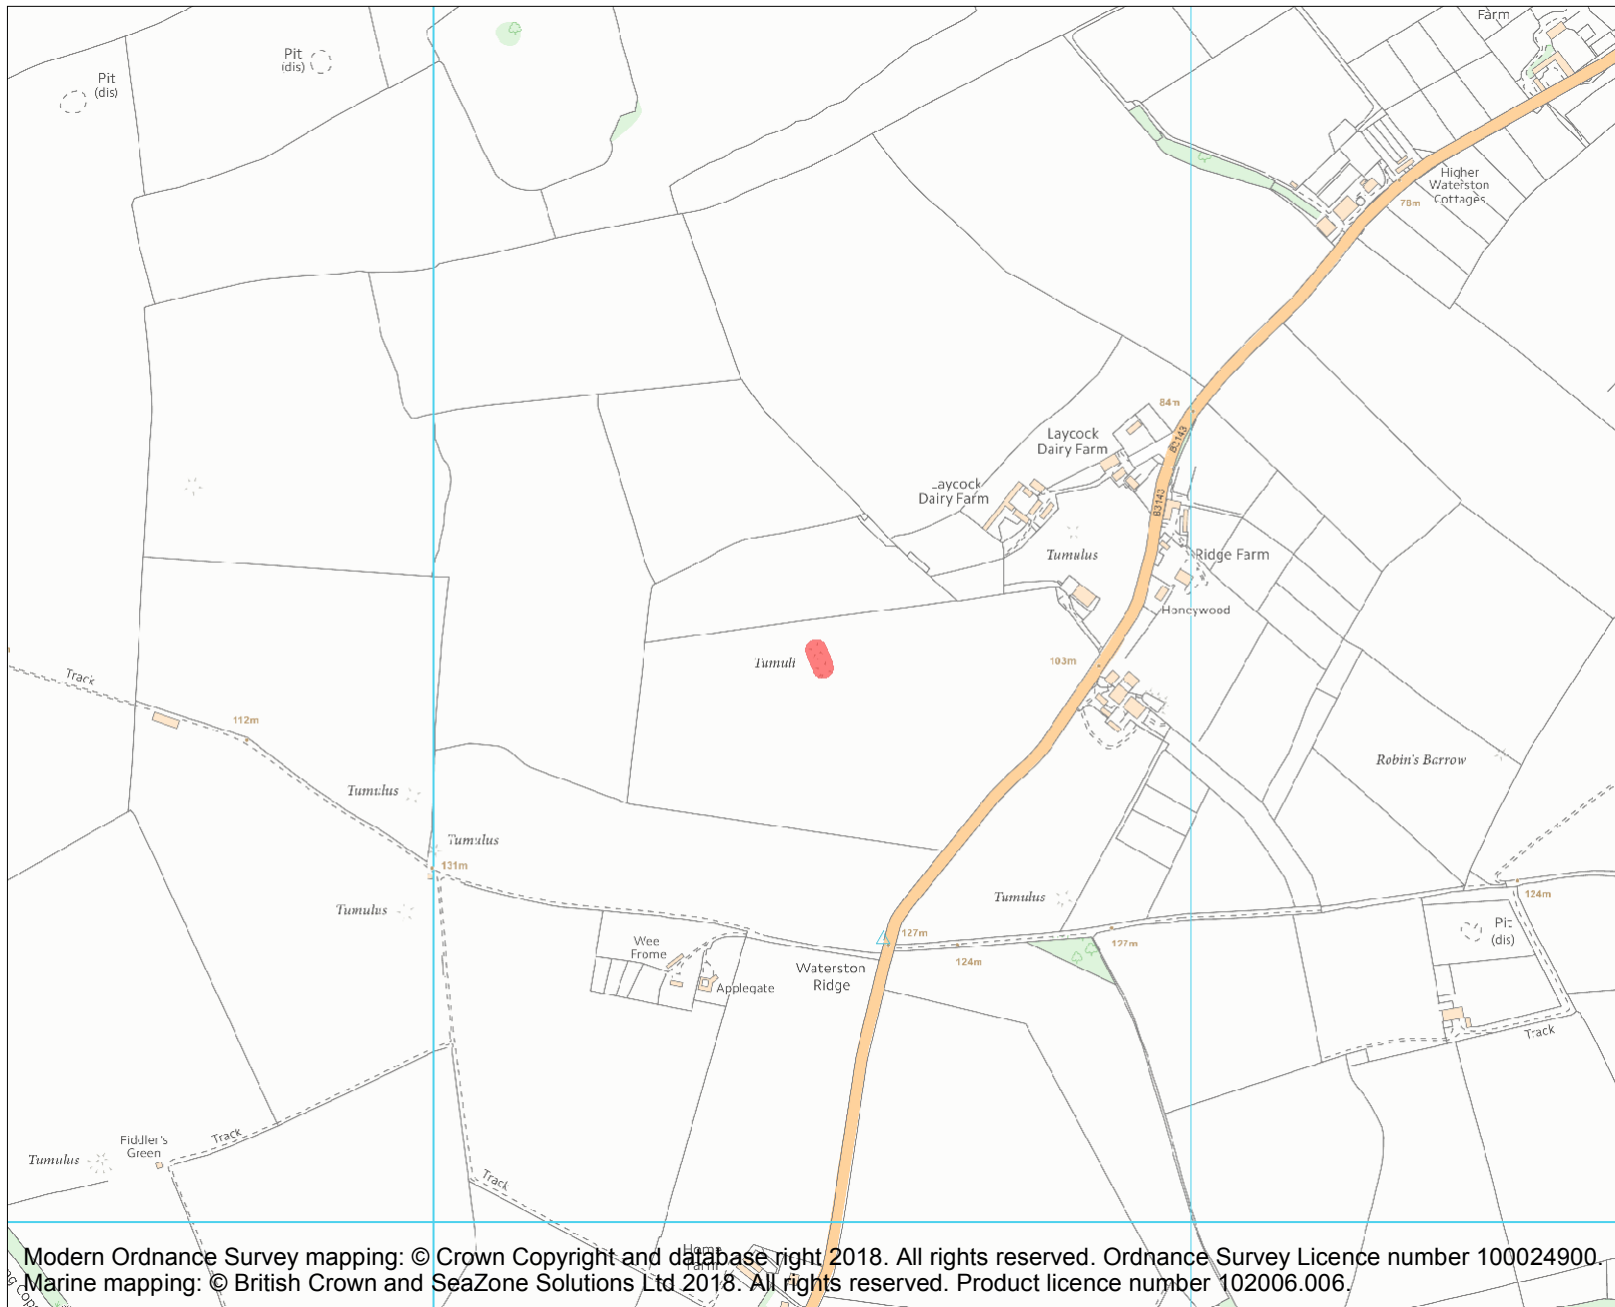 Farm
Pit
(dis)
Pit
(dis)
Higher
Waterston
Cottages
78m
84m
Laycock
Dairy Farm
B3143
Laycock
Dairy Farm
B3143
Tumulus
Ridge Farm
Honeywood
Tumuli
103m
Track
112m
Robin's Barrow
Tumulus
Tumulus
131m
Tumulus
Tumulus
124m
127m
127m
124m
Pit
(dis)
Wee
Frome
Applegate
Waterston
Ridge
Track
Fiddler's
Green
Track
Tumulus
Track
Home
Farm
Modern Ordnance Survey mapping: © Crown Copyright and database right 2018. All rights reserved. Ordnance Survey Licence number 100024900.
Marine mapping: © British Crown and SeaZone Solutions Ltd 2018. All rights reserved. Product licence number 102006.006.